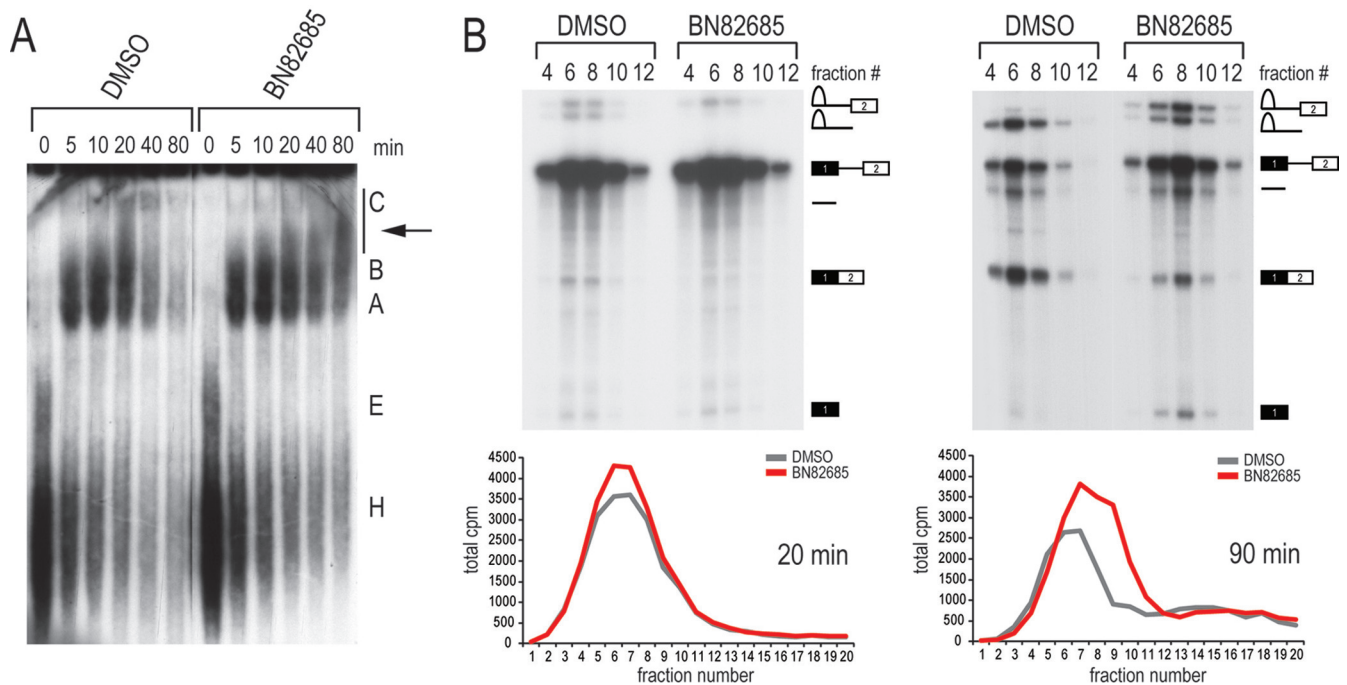 A
DMSO
BN82685
0 5 10 20 40 80 0 5 10 20 40 80 min
C
B
A
E
H
B
DMSO BN82685
4 6 8 10 12 4 6 8 10 12 fraction #
2
1 2
1 2
1
DMSO BN82685
4 6 8 10 12 4 6 8 10 12 fraction #
2
1 2
1 2
1
4500
4000
3500
3000
2500
2000
1500
1000
500
0
total cpm
DMSO
BN82685
20 min
1 2 3 4 5 6 7 8 9 10 11 12 13 14 15 16 17 18 19 20
fraction number
4500
4000
3500
3000
2500
2000
1500
1000
500
0
total cpm
DMSO
BN82685
90 min
1 2 3 4 5 6 7 8 9 10 11 12 13 14 15 16 17 18 19 20
fraction number